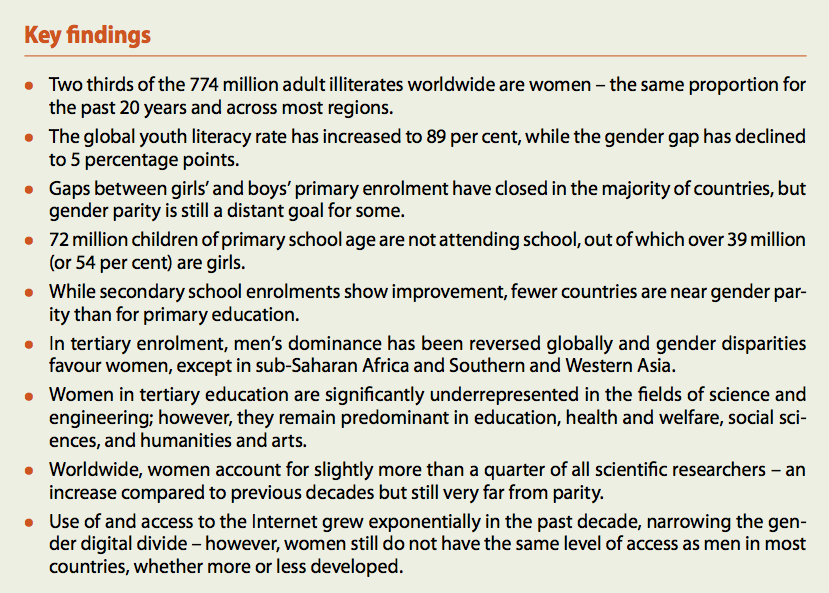 Key findings
• Two thirds of the 774 million adult illiterates worldwide are women – the same proportion for
the past 20 years and across most regions.
• The global youth literacy rate has increased to 89 per cent, while the gender gap has declined
to 5 percentage points.
• Gaps between girls’ and boys’ primary enrolment have closed in the majority of countries, but
gender parity is still a distant goal for some.
• 72 million children of primary school age are not attending school, out of which over 39 million
(or 54 per cent) are girls.
• While secondary school enrolments show improvement, fewer countries are near gender par-
ity than for primary education.
• In tertiary enrolment, men’s dominance has been reversed globally and gender disparities
favour women, except in sub-Saharan Africa and Southern and Western Asia.
• Women in tertiary education are significantly underrepresented in the fields of science and
engineering; however, they remain predominant in education, health and welfare, social sci-
ences, and humanities and arts.
• Worldwide, women account for slightly more than a quarter of all scientific researchers – an
increase compared to previous decades but still very far from parity.
• Use of and access to the Internet grew exponentially in the past decade, narrowing the gen-
der digital divide – however, women still do not have the same level of access as men in most
countries, whether more or less developed.